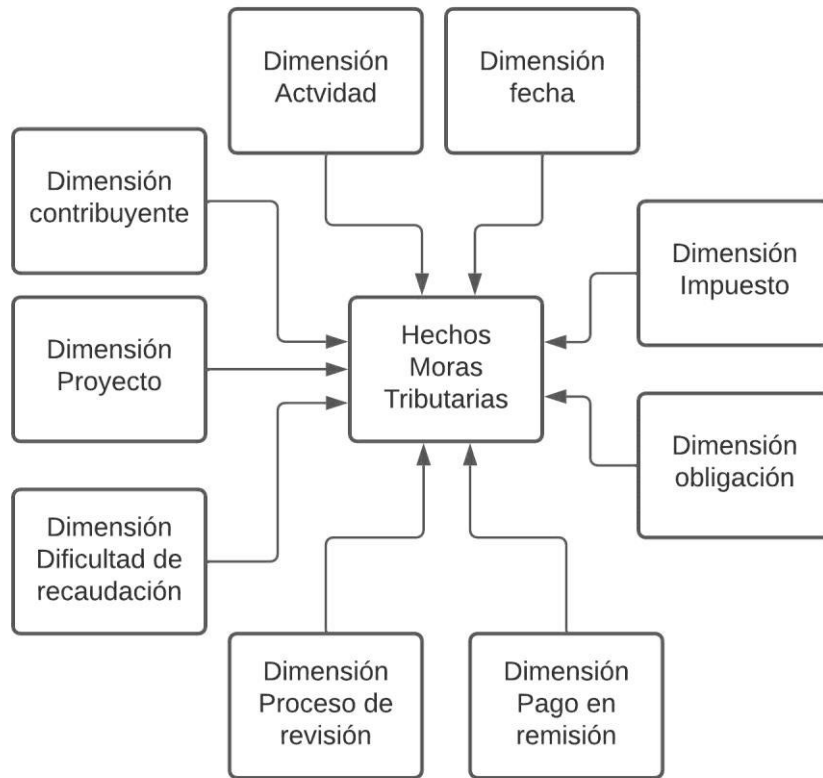 Dimensión
Actvidad
Dimensión
fecha
Dimensión
contribuyente
Dimensión
Impuesto
Hechos
Moras
Tributarias
Dimensión
Proyecto
Dimensión
obligación
Dimensión
Dificultad de
recaudación
Dimensión
Proceso de
revisión
Dimensión
Pago en
remisión